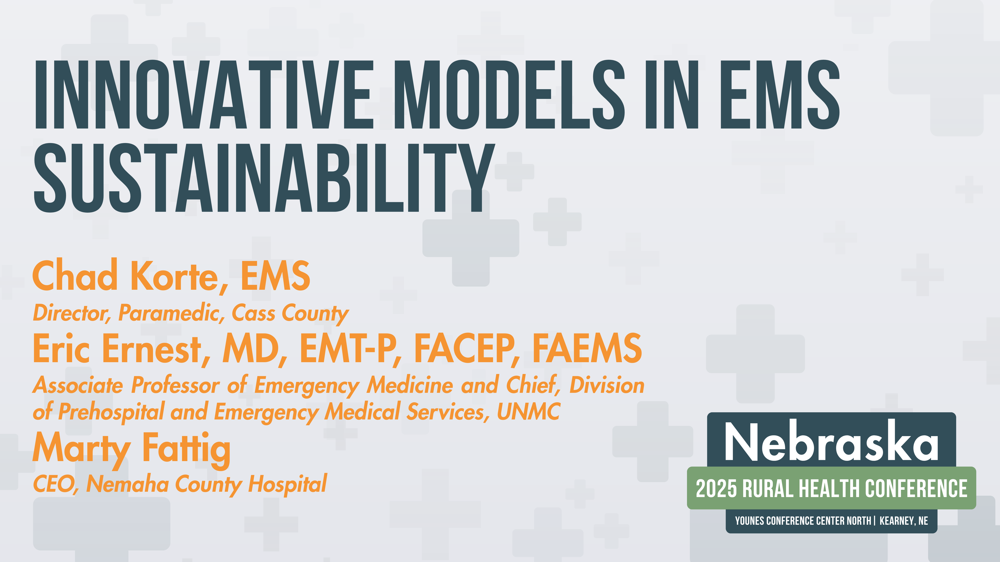 INNOVATIVE MODELS IN EMS
SUSTAINABILITY
Chad Korte, EMS
Director, Paramedic, Cass County
Eric Ernest, MD, EMT-P, FACEP, FAEMS
Associate Professor of Emergency Medicine and Chief, Division
of Prehospital and Emergency Medical Services, UNMC
Marty Fattig
CEO, Nemaha County Hospital
Nebraska
2025 RURAL HEALTH CONFERENCE
YOUNES CONFERENCE CENTER NORTH | KEARNEY, NE